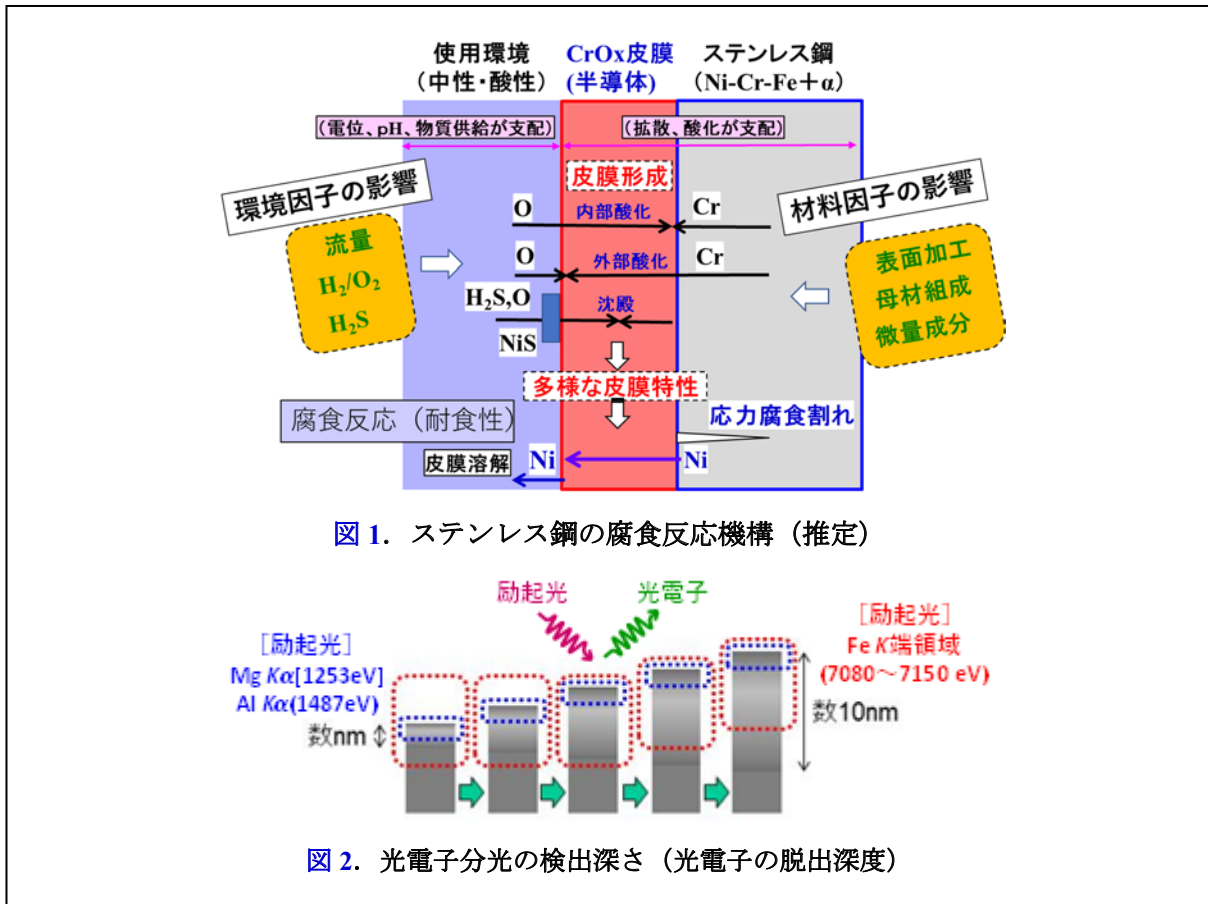 使用環境
(中性・酸性)
CrOx皮膜
(半導体)
ステンレス鋼
(Ni-Cr-Fe+α)
(電位、pH、物質供給が支配)
(拡散、酸化が支配)
環境因子の影響
流量
H₂/O₂
H₂S
皮膜形成
O
内部酸化
Cr
O
外部酸化
Cr
H₂S,O
沈殿
NiS
多様な皮膜特性
材料因子の影響
表面加工
母材組成
微量成分
腐食反応(耐食性)
応力腐食割れ
皮膜溶解
Ni
Ni
図 1. ステンレス鋼の腐食反応機構(推定)
励起光
光電子
[励起光]
Mg Kα[1253eV]
Al Kα(1487eV)
数nm
[励起光]
Fe K端領域
(7080～7150 eV)
数10nm
図 2. 光電子分光の検出深さ(光電子の脱出深度)